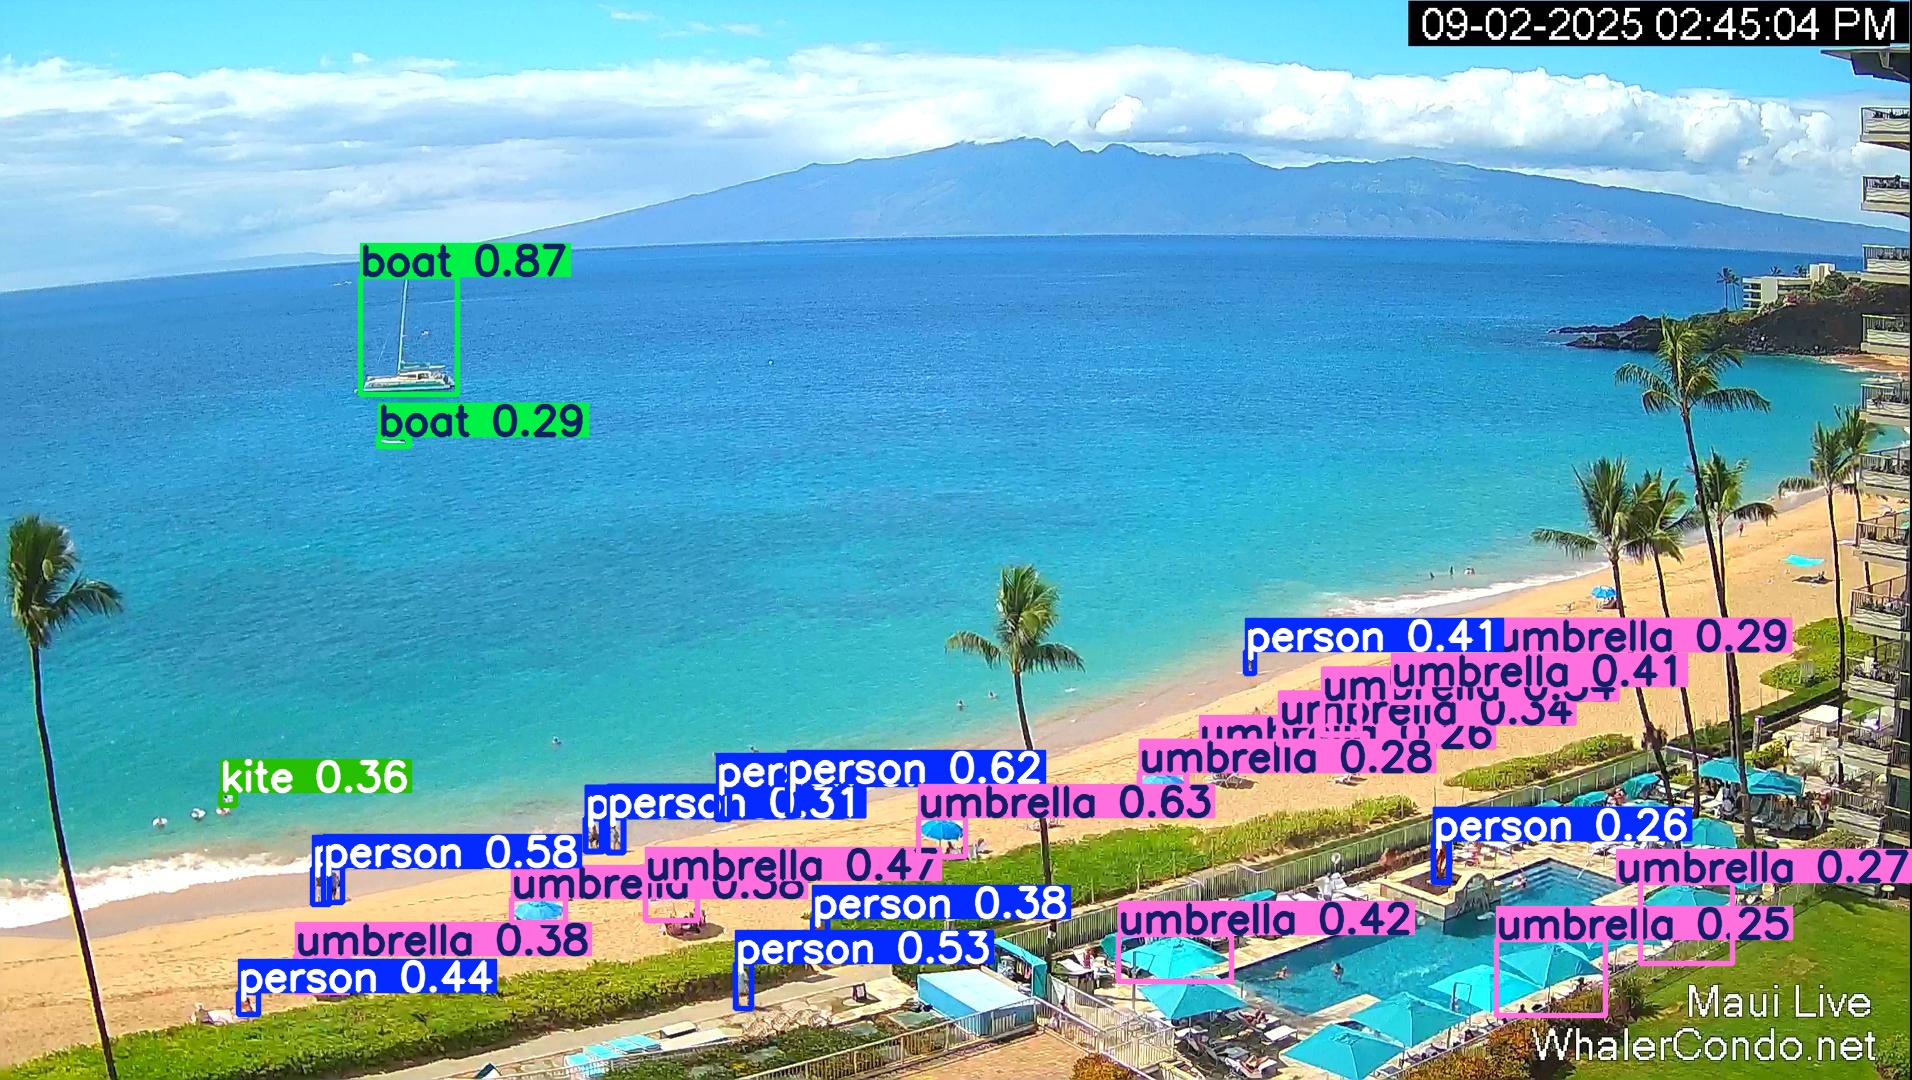 09-02-2025 02:45:04 PM
boat 0.87
boat 0.29
person 0.41
umbrella 0.29
umbrella 0.41
umbrella 0.34
umbrella 0.28
kite 0.36
person 0.62
0.31
umbrella 0.63
person 0.26
person 0.58
umbrella 0.47
umbrella 0.27
person 0.38
umbrella 0.42
umbrella 0.25
umbrella 0.38
person 0.53
person 0.44
Maui Live
WhalerCondo.net